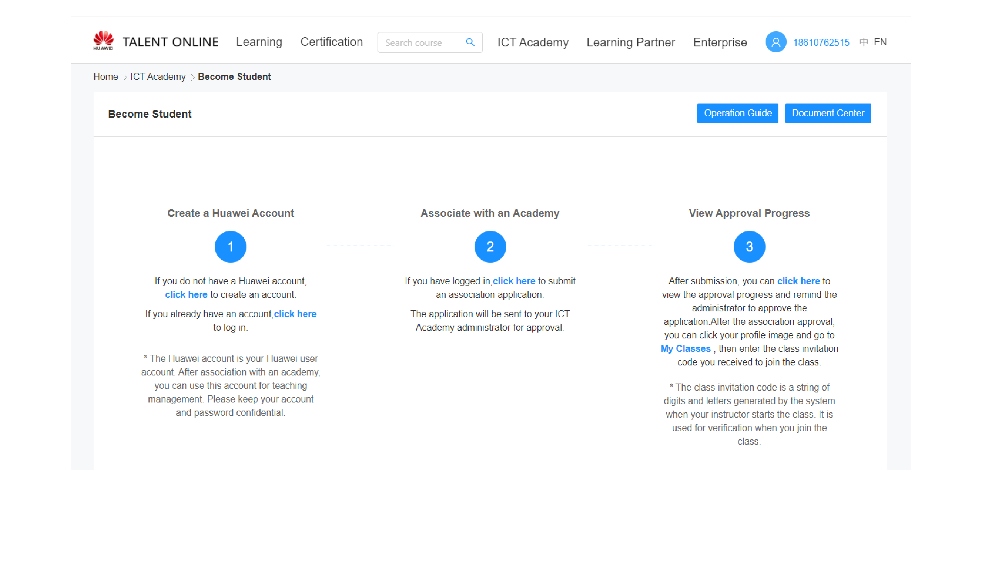 HUAWEI TALENT ONLINE Learning Certification Search course ICT Academy Learning Partner Enterprise 18610762515 中 EN
Home > ICT Academy > Become Student
Become Student Operation Guide Document Center
Create a Huawei Account
1
If you do not have a Huawei account,
click here to create an account.
If you already have an account,click here
to log in.
* The Huawei account is your Huawei user
account. After association with an academy,
you can use this account for teaching
management. Please keep your account
and password confidential.
Associate with an Academy
2
If you have logged in,click here to submit
an association application.
The application will be sent to your ICT
Academy administrator for approval.
View Approval Progress
3
After submission, you can click here to
view the approval progress and remind the
administrator to approve the
application.After the association approval,
you can click your profile image and go to
My Classes , then enter the class invitation
code you received to join the class.
* The class invitation code is a string of
digits and letters generated by the system
when your instructor starts the class. It is
used for verification when you join the
class.